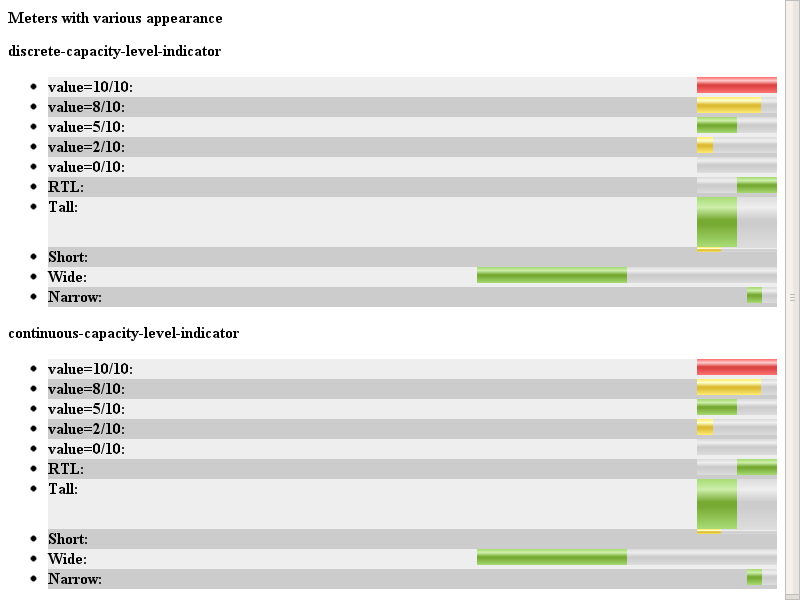 Meters with various appearance
discrete-capacity-level-indicator
value=10/10:
value=8/10:
value=5/10:
value=2/10:
value=0/10:
RTL:
Tall:
Short:
Wide:
Narrow:
continuous-capacity-level-indicator
value=10/10:
value=8/10:
value=5/10:
value=2/10:
value=0/10:
RTL:
Tall:
Short:
Wide:
Narrow: